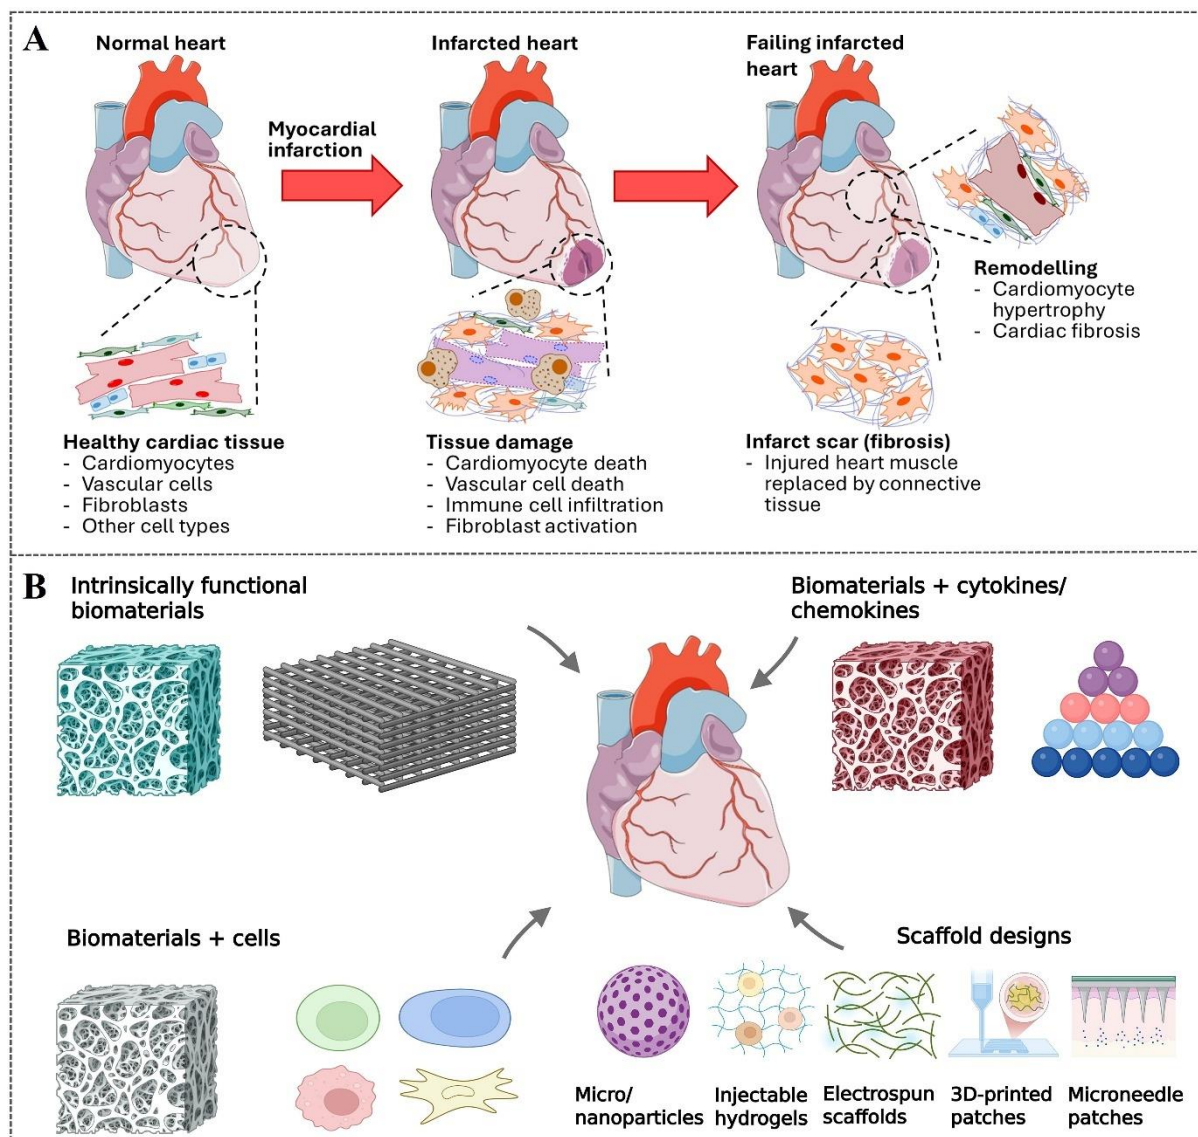 A
Normal heart
Myocardial
infarction
Infarcted heart
Failing infarcted
heart
Healthy cardiac tissue
- Cardiomyocytes
- Vascular cells
- Fibroblasts
- Other cell types
Tissue damage
- Cardiomyocyte death
- Vascular cell death
- Immune cell infiltration
- Fibroblast activation
Infarct scar (fibrosis)
- Injured heart muscle
replaced by connective
tissue
Remodelling
- Cardiomyocyte
hypertrophy
- Cardiac fibrosis
B
Intrinsically functional
biomaterials
Biomaterials + cytokines/
chemokines
Biomaterials + cells
Scaffold designs
Micro/
nanoparticles
Injectable
hydrogels
Electrospun
scaffolds
3D-printed
patches
Microneedle
patches